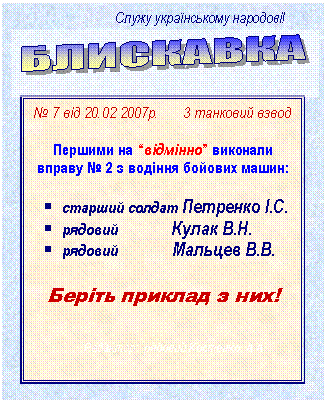 Служу українському народові!
БЛИСКАВКА
№ 7 від 20.02 2007р 3 танковий взвод
Першими на "відмінно" виконали
вправу № 2 з водіння бойових машин:
старший солдат Петренко І.С.
рядовий Кулак В.Н.
рядовий Мальцев В.В.
Беріть приклад з них!